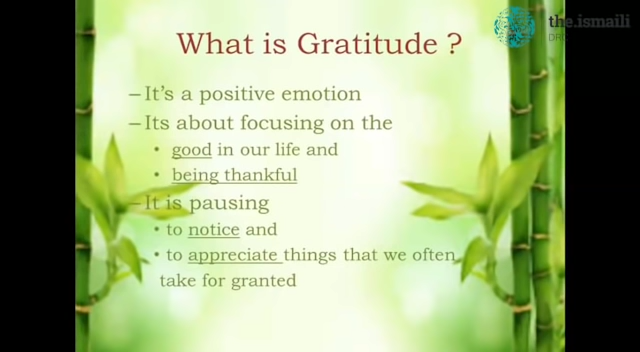 the.ismaili
What is Gratitude ?
– It's a positive emotion
– Its about focusing on the
• good in our life and
• being thankful
– It is pausing
• to notice and
• to appreciate things that we often
take for granted